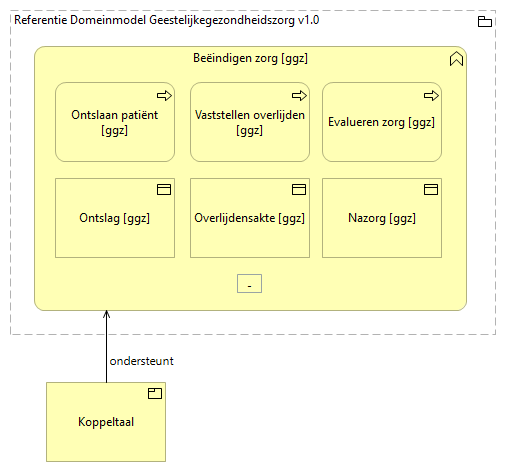 Referentie Domeinmodel Geestelijkegezondheidszorg v1.0
Beëindigen zorg [ggz]
Ontslaan patiënt
[ggz]
Vaststellen overlijden
[ggz]
Evalueren zorg [ggz]
Ontslag [ggz]
Overlijdensakte [ggz]
Nazorg [ggz]
-
ondersteunt
Koppeltaal